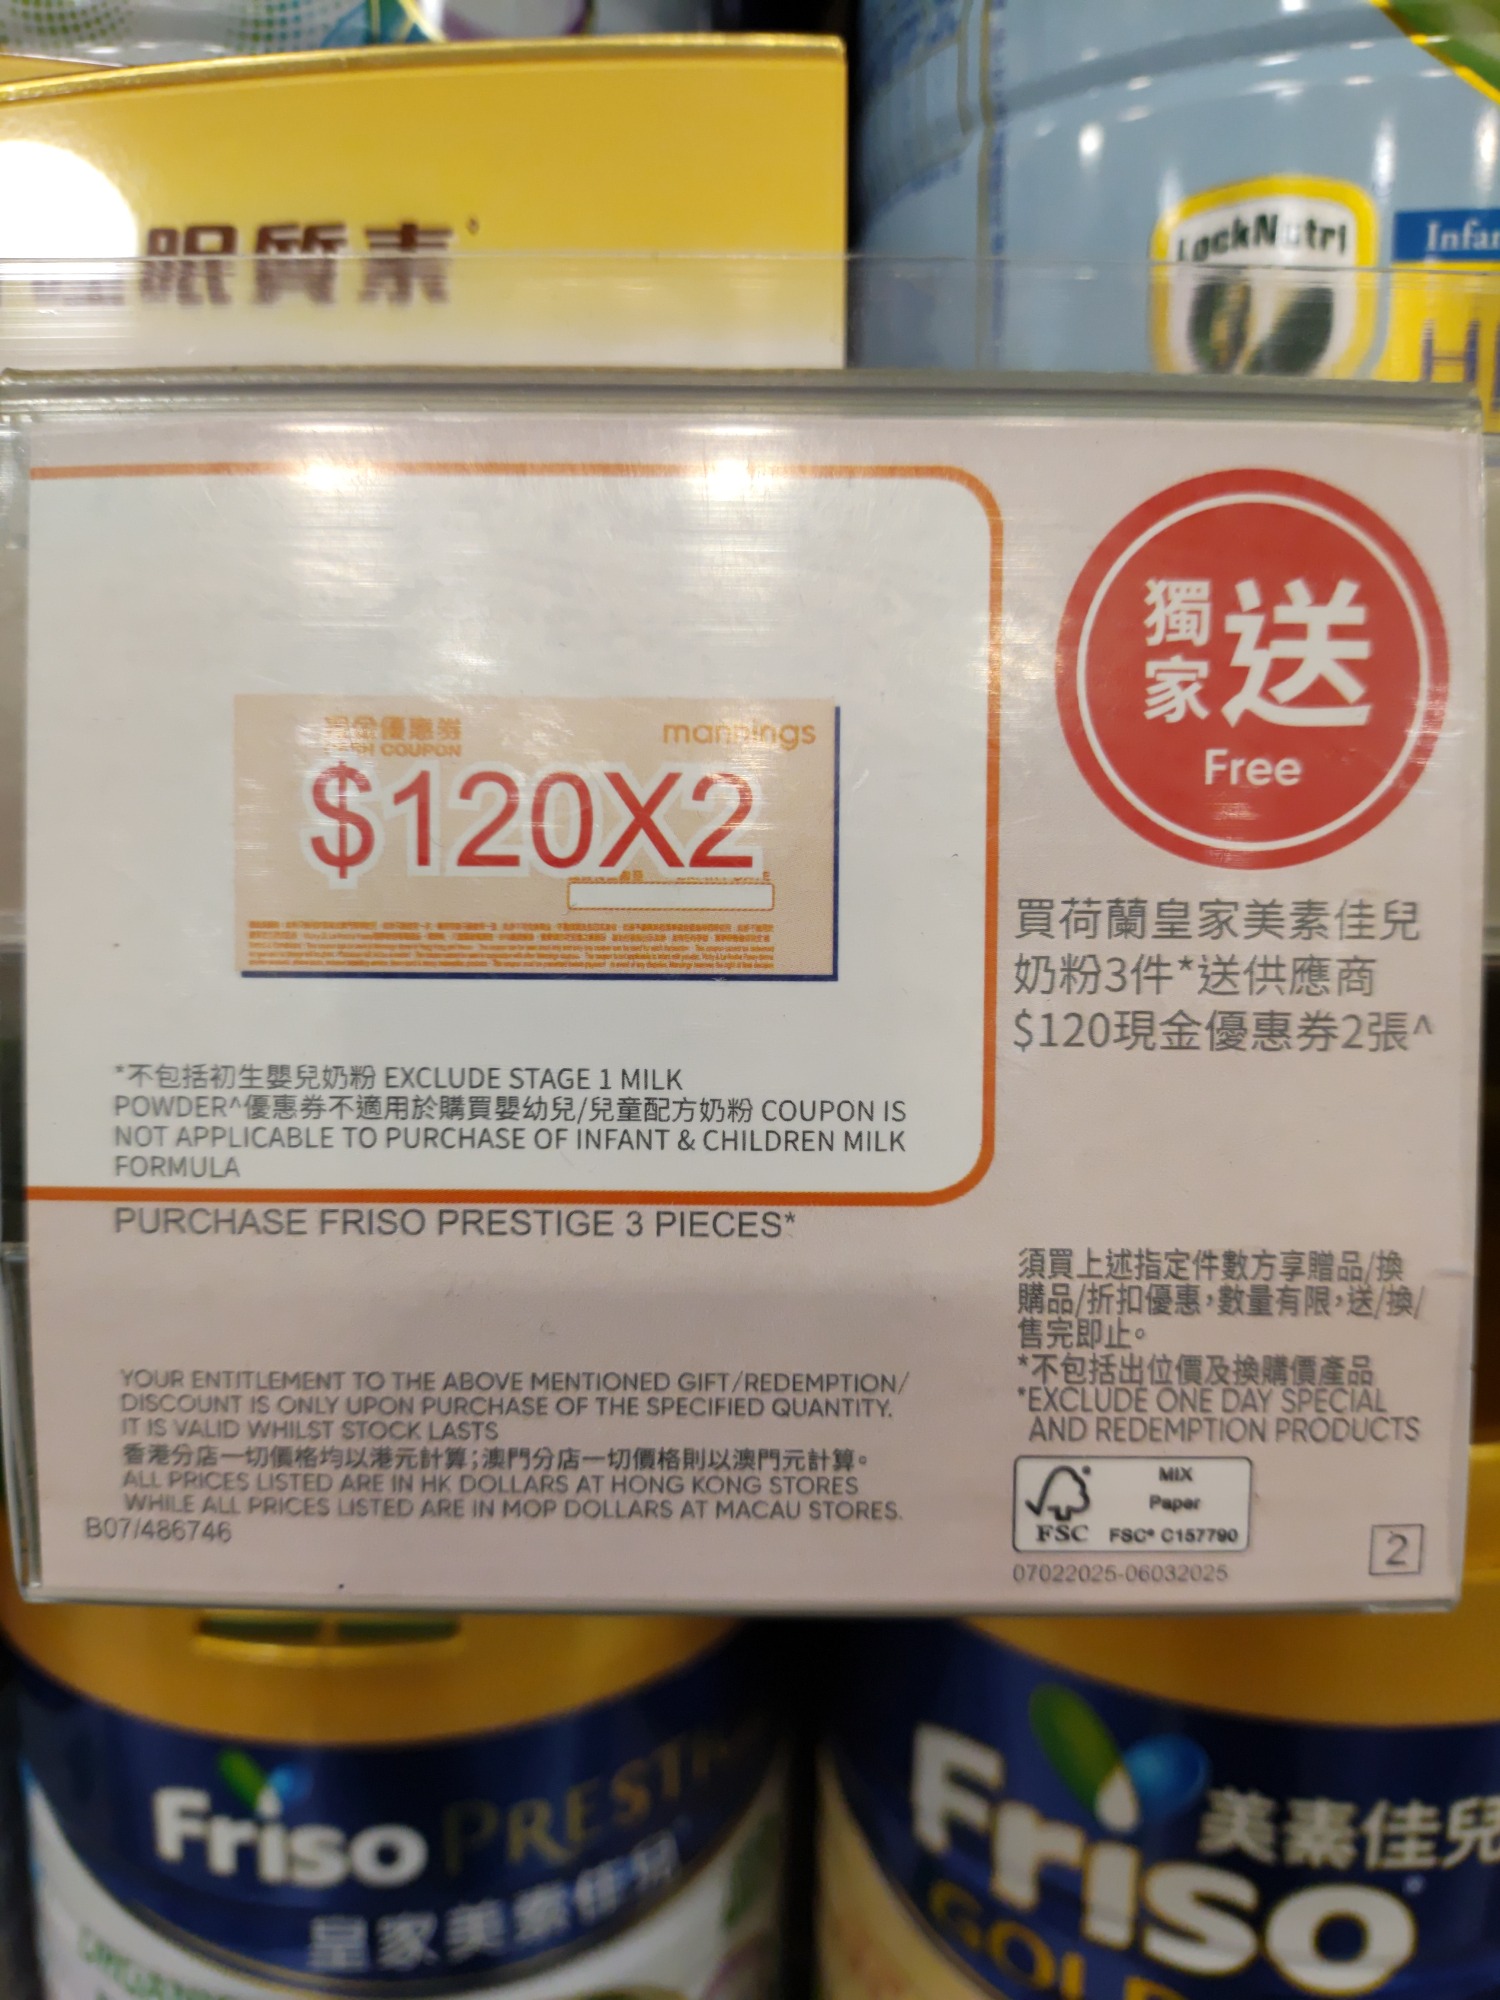 眼質素
LockNutri
Infan
現金優惠券
CASH COUPON
mannings
$120X2
獨家
送
Free
買荷蘭皇家美素佳兒
奶粉3件*送供應商
$120現金優惠券2張^
*不包括初生嬰兒奶粉 EXCLUDE STAGE 1 MILK
POWDER^優惠券不適用於購買嬰幼兒/兒童配方奶粉 COUPON IS
NOT APPLICABLE TO PURCHASE OF INFANT & CHILDREN MILK
FORMULA
PURCHASE FRISO PRESTIGE 3 PIECES*
須買上述指定件數方享贈品/換
購品/折扣優惠，數量有限，送/換/
售完即止。
*不包括出位價及換購價產品
*EXCLUDE ONE DAY SPECIAL
AND REDEMPTION PRODUCTS
YOUR ENTITLEMENT TO THE ABOVE MENTIONED GIFT/REDEMPTION/
DISCOUNT IS ONLY UPON PURCHASE OF THE SPECIFIED QUANTITY.
IT IS VALID WHILST STOCK LASTS
香港分店一切價格均以港元計算；澳門分店一切價格則以澳門元計算。
ALL PRICES LISTED ARE IN HK DOLLARS AT HONG KONG STORES
WHILE ALL PRICES LISTED ARE IN MOP DOLLARS AT MACAU STORES.
B07/486746
MIX
Paper
FSC
FSC® C157790
07022025-06032025
2
Friso PRESTI
皇家美素佳兒
Friso
美素佳兒
GOLD